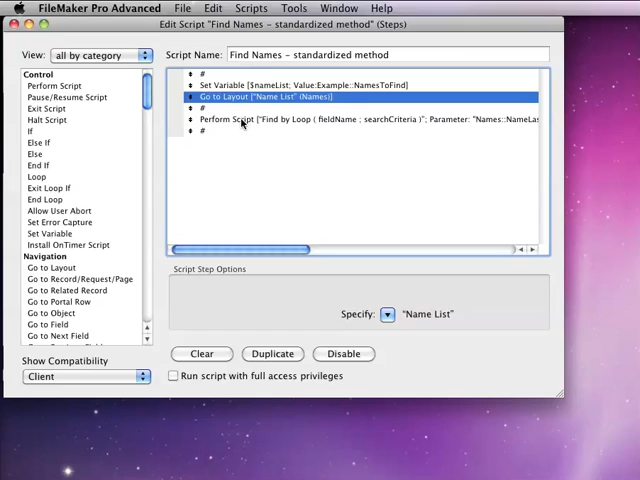 FileMaker Pro Advanced File Edit Scripts Tools Window Help
Edit Script "Find Names - standardized method" (Steps)
View: all by category
Script Name: Find Names - standardized method
Control
Perform Script
Pause/Resume Script
Exit Script
Halt Script
If
Else If
Else
End If
Loop
Exit Loop If
End Loop
Allow User Abort
Set Error Capture
Set Variable
Install OnTimer Script
Navigation
Go to Layout
Go to Record/Request/Page
Go to Related Record
Go to Portal Row
Go to Object
Go to Field
Go to Next Field
#
Set Variable [$nameList; Value:Example::NamesToFind]
Go to Layout ["Name List" (Names)]
#
Perform Script ["Find by Loop ( fieldName ; searchCriteria )"; Parameter: "Names::NameLas
#
Script Step Options
Specify: "Name List"
Clear Duplicate Disable
Show Compatibility
Client
Run script with full access privileges